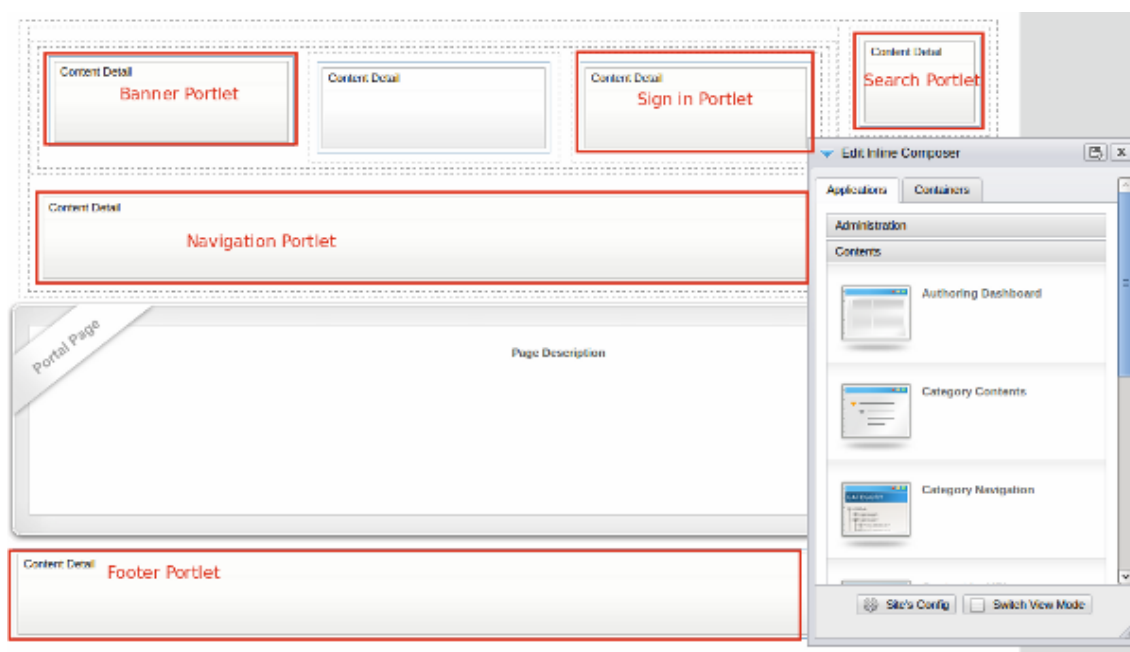 Content Detail
Banner Portlet
Content Detail
Content Detail
Sign in Portlet
Content Detail
Search Portlet
Content Detail
Navigation Portlet
Portal Page
Page Description
Content Detail
Footer Portlet
Edit Inline Composer
Applications
Containers
Administration
Contents
Authoring Dashboard
Category Contents
Category Navigation
Site's Config
Switch View Mode